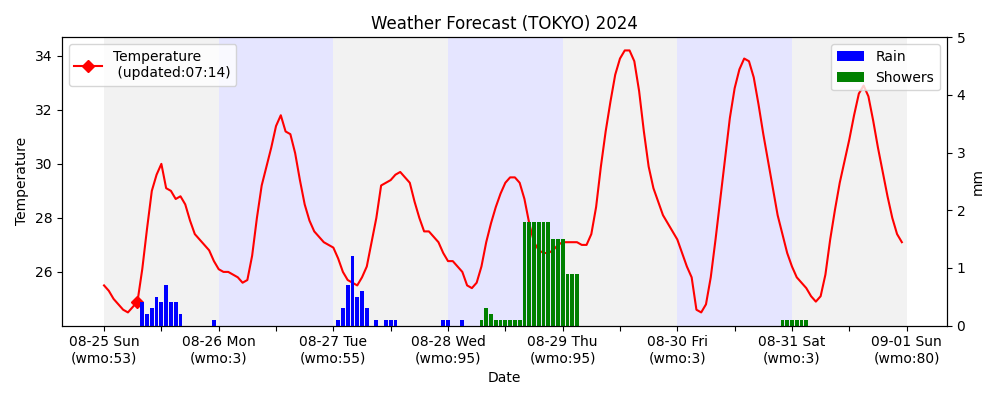 Weather Forecast (TOKYO) 2024
Temperature
(updated:07:14)
Rain
Showers
34
32
30
28
26
Temperature
5
4
3
2
1
0
mm
08-25 Sun
(wmo:53)
08-26 Mon
(wmo:3)
08-27 Tue
(wmo:55)
08-28 Wed
(wmo:95)
08-29 Thu
(wmo:95)
08-30 Fri
(wmo:3)
08-31 Sat
(wmo:3)
09-01 Sun
(wmo:80)
Date